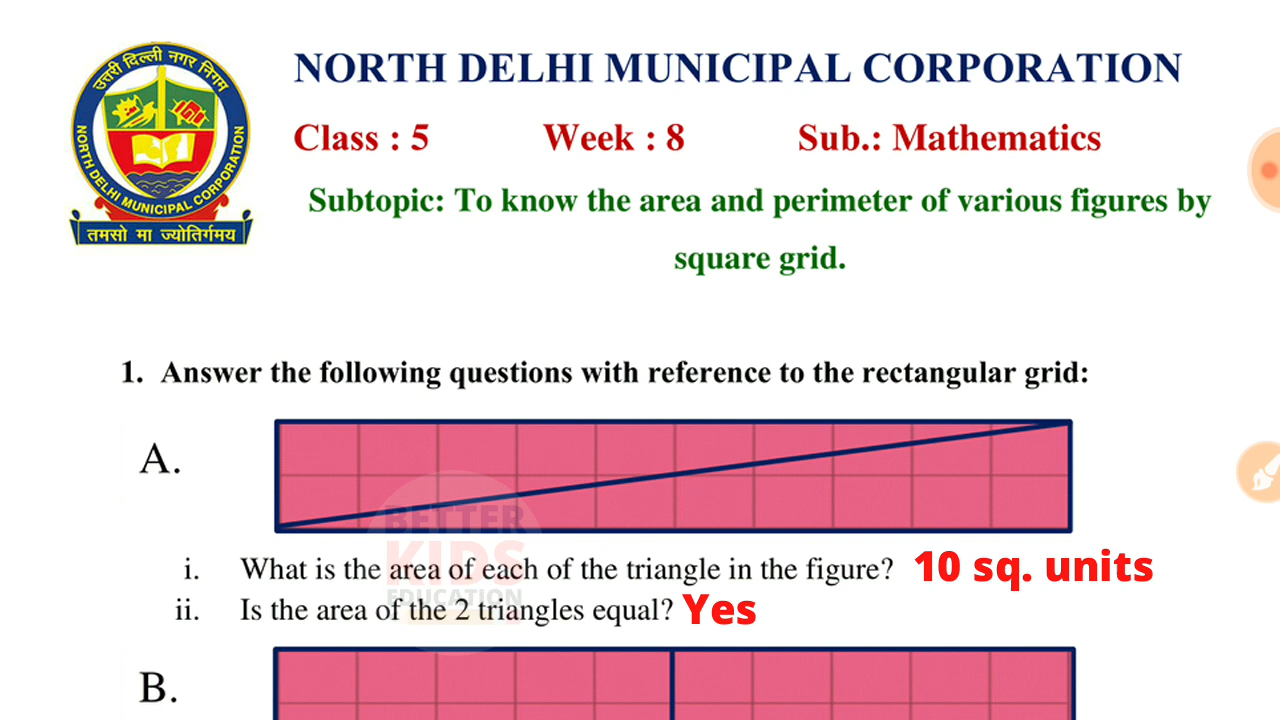 उत्तरी दिल्ली नगर निगम
NORTH DELHI MUNICIPAL CORPORATION
तमसो मा ज्योतिर्गमय
NORTH DELHI MUNICIPAL CORPORATION
Class : 5 Week : 8 Sub.: Mathematics
Subtopic: To know the area and perimeter of various figures by
square grid.
1. Answer the following questions with reference to the rectangular grid:
A.
BETTER
KIDS
EDUCATION
i. What is the area of each of the triangle in the figure? 10 sq. units
ii. Is the area of the 2 triangles equal? Yes
B.